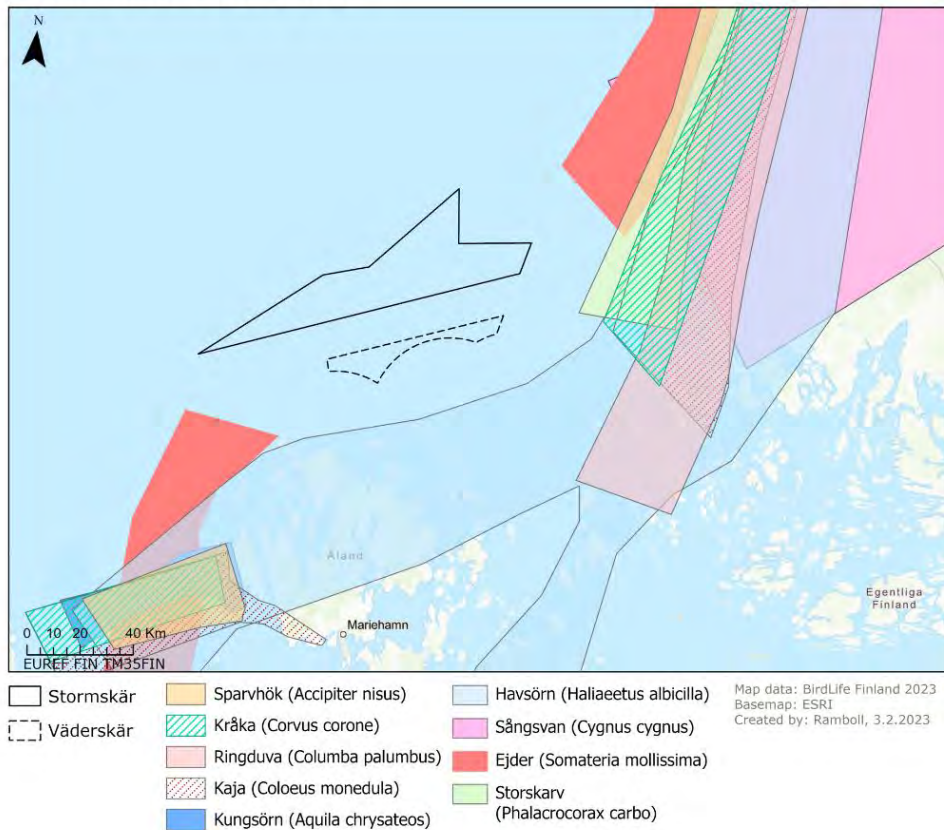 N
Åland
Mariehamn
Egentliga
Finland
0 10 20 40 Km
EUREF FIN TM35FIN
Stormskär
Väderskär
Sparvhök (Accipiter nisus)
Kråka (Corvus corone)
Ringduva (Columba palumbus)
Kaja (Coloeus monedula)
Kungsörn (Aquila chrysateos)
Havsörn (Haliaeetus albicilla)
Sångsvan (Cygnus cygnus)
Ejder (Somateria mollissima)
Storskarv
(Phalacrocorax carbo)
Map data: BirdLife Finland 2023
Basemap: ESRI
Created by: Ramboll, 3.2.2023